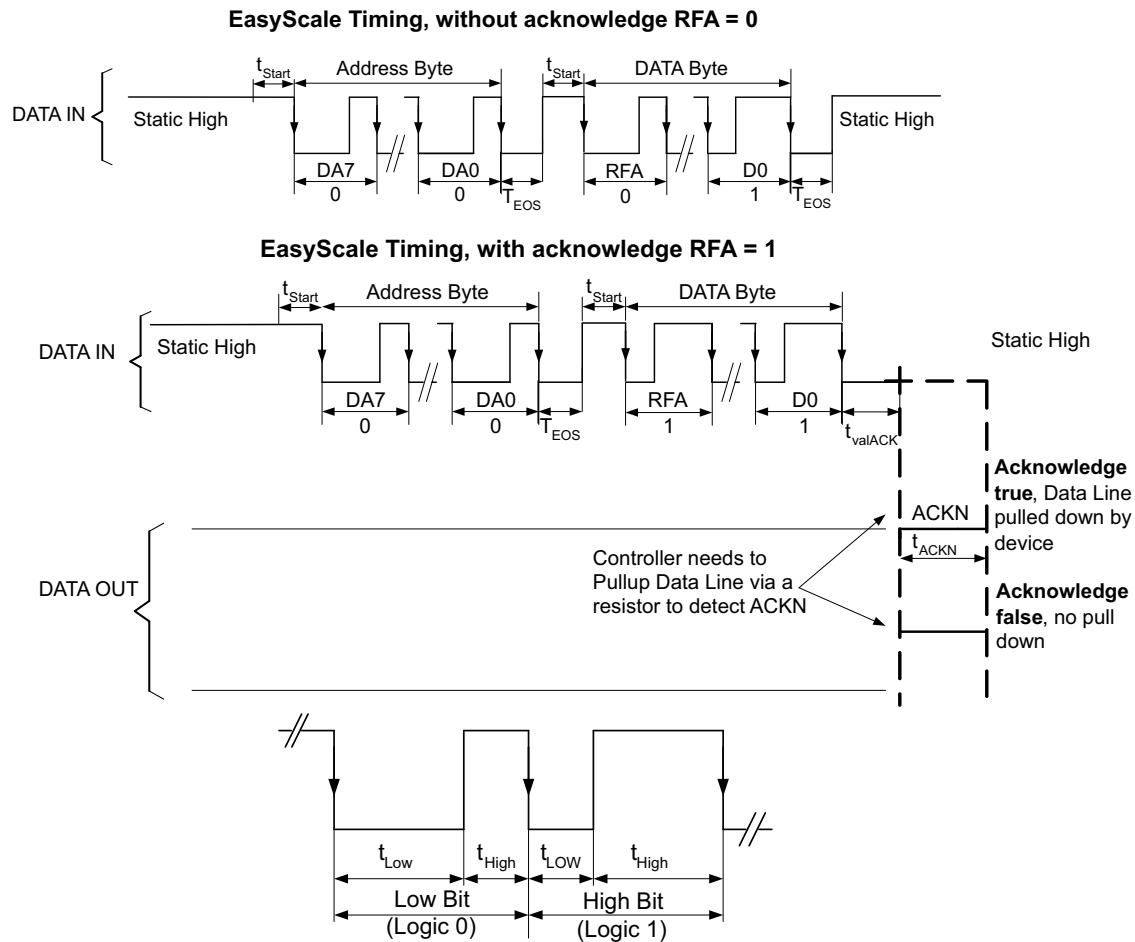 EasyScale Timing, without acknowledge RFA = 0
tStart Address Byte tStart DATA Byte
DATA IN
Static High Static High
DA7 DA0 RFA D0
0 0 TEOS 0 1 TEOS
EasyScale Timing, with acknowledge RFA = 1
tStart Address Byte tStart DATA Byte
DATA IN Static High Static High
DA7 DA0 RFA D0
0 0 TEOS 1 1 tvalACK
Acknowledge
true, Data Line
pulled down by
device
ACKN
tACKN
Controller needs to
Pullup Data Line via a
resistor to detect ACKN
DATA OUT
Acknowledge
false, no pull
down
tLow tHigh tLOW tHigh
Low Bit High Bit
(Logic 0) (Logic 1)